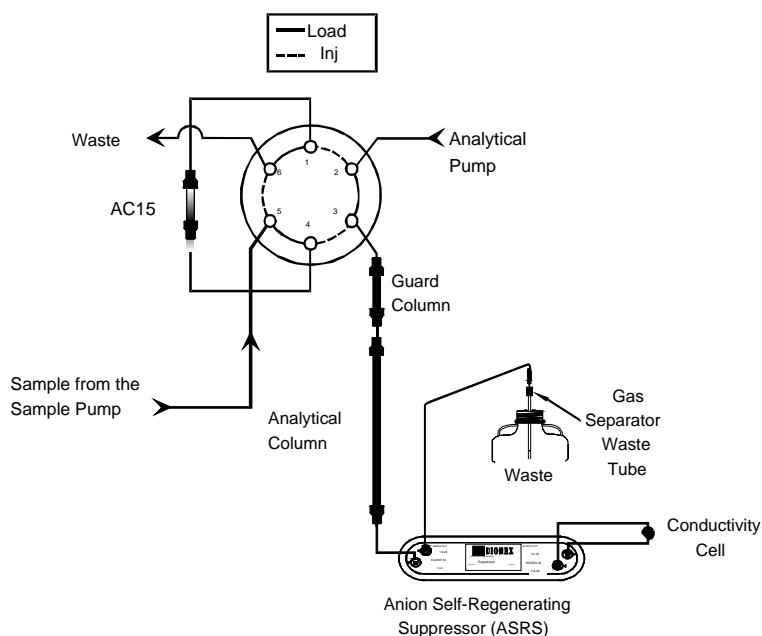 Load
Inj
Waste
Analytical
Pump
1
2
3
4
5
6
AC15
Guard
Column
Sample from the
Sample Pump
Analytical
Column
Gas
Separator
Waste
Tube
Waste
Conductivity
Cell
DIONEX
Suppressor
Anion Self-Regenerating
Suppressor (ASRS)